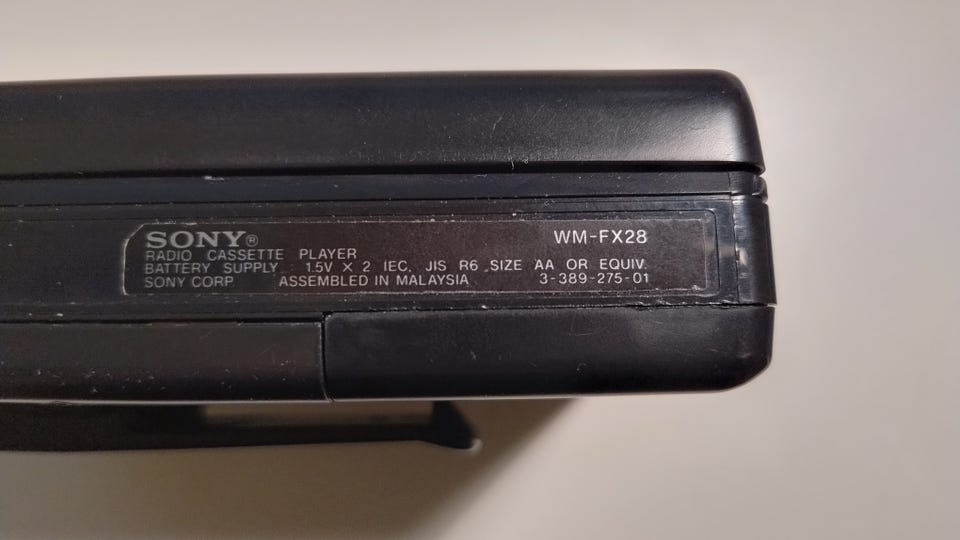 SONY® WM-FX28
RADIO CASSETTE PLAYER
BATTERY SUPPLY 1.5V × 2 IEC, JIS R6 SIZE AA OR EQUIV.
SONY CORP ASSEMBLED IN MALAYSIA 3-389-275-01